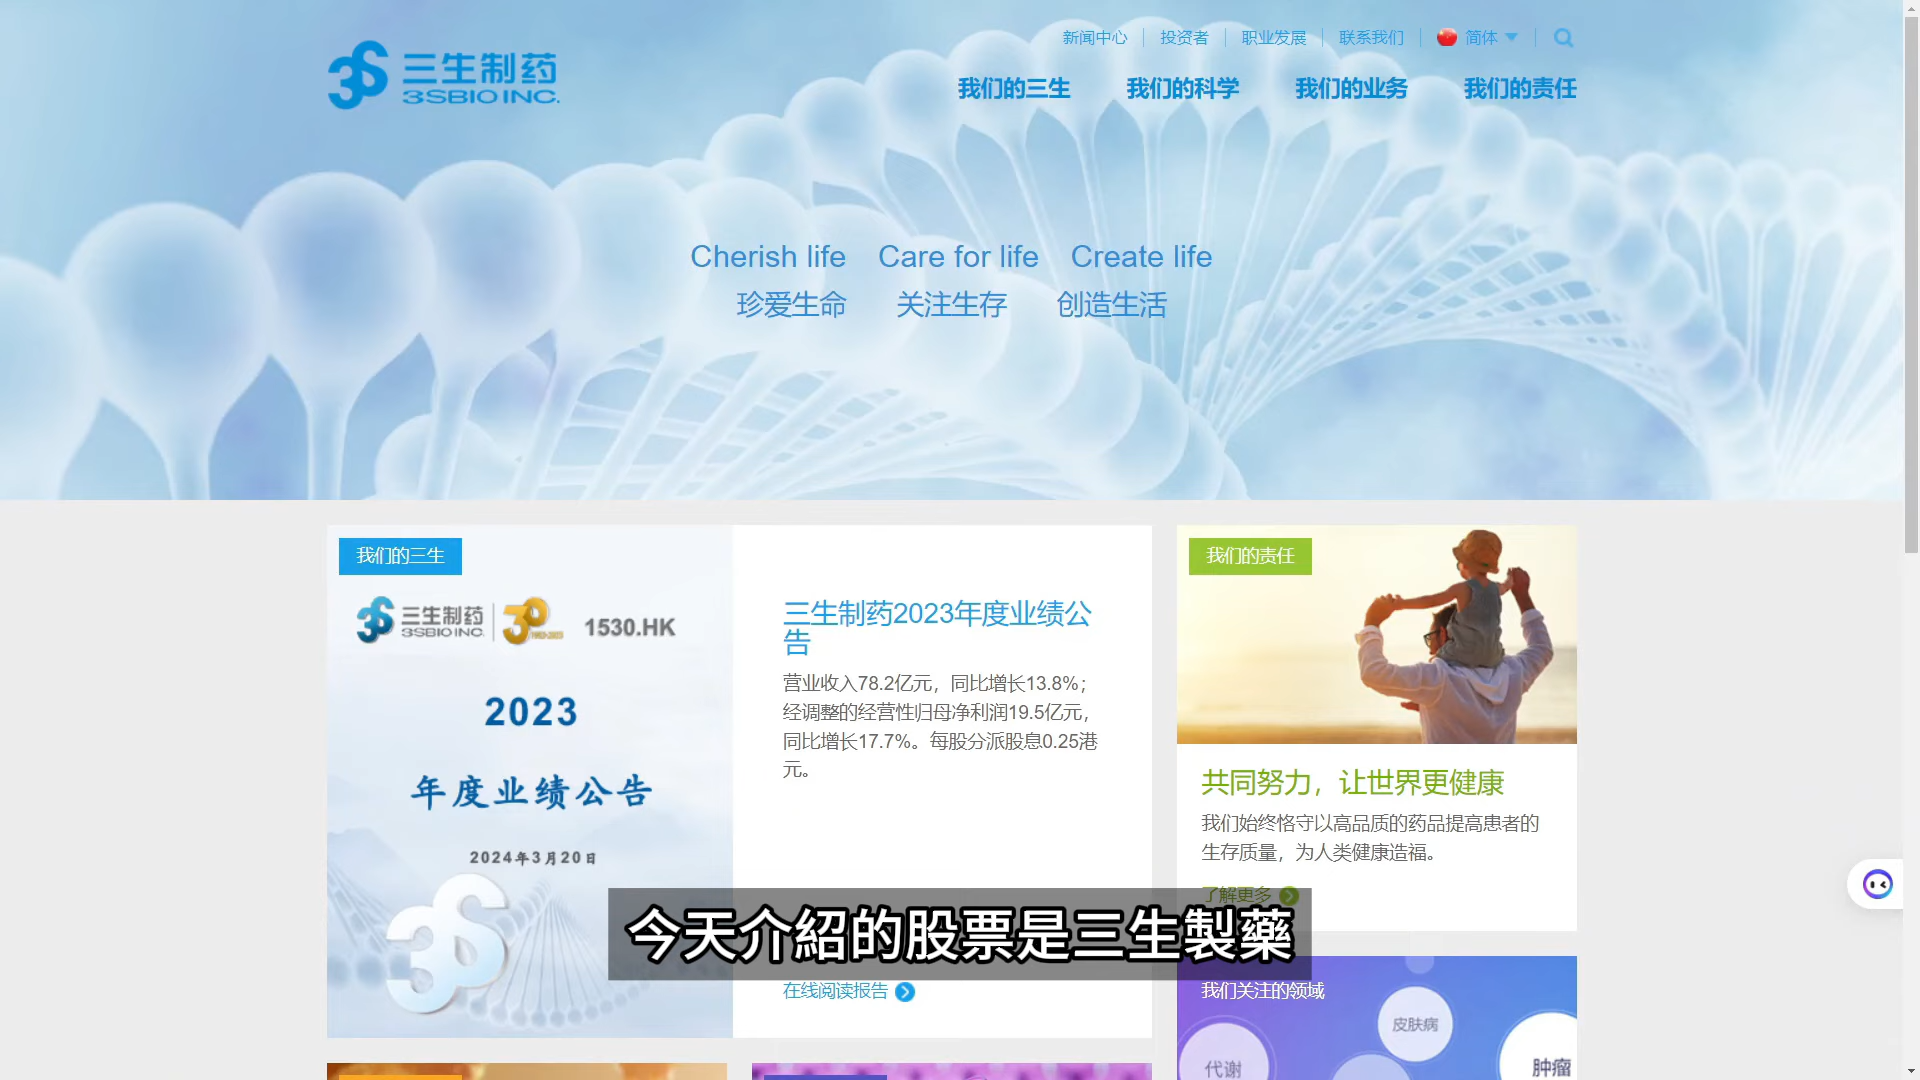 新闻中心
投资者
职业发展
联系我们
简体
三生制药
3SBIO INC.
我们的三生
我们的科学
我们的业务
我们的责任
Cherish life Care for life Create life
珍爱生命 关注生存 创造生活
我们的三生
三生制药
3SBIO INC.
30
1530.HK
2023
年度业绩公告
2024年3月20日
三生制药2023年度业绩公
告
营业收入78.2亿元，同比增长13.8%；
经调整的经营性归母净利润19.5亿元，
同比增长17.7%。每股分派股息0.25港
元。
在线阅读报告
我们的责任
共同努力，让世界更健康
我们始终恪守以高品质的药品提高患者的
生存质量，为人类健康造福。
了解更多
今天介紹的股票是三生製藥
我们关注的领域
皮肤病
代谢
肿瘤